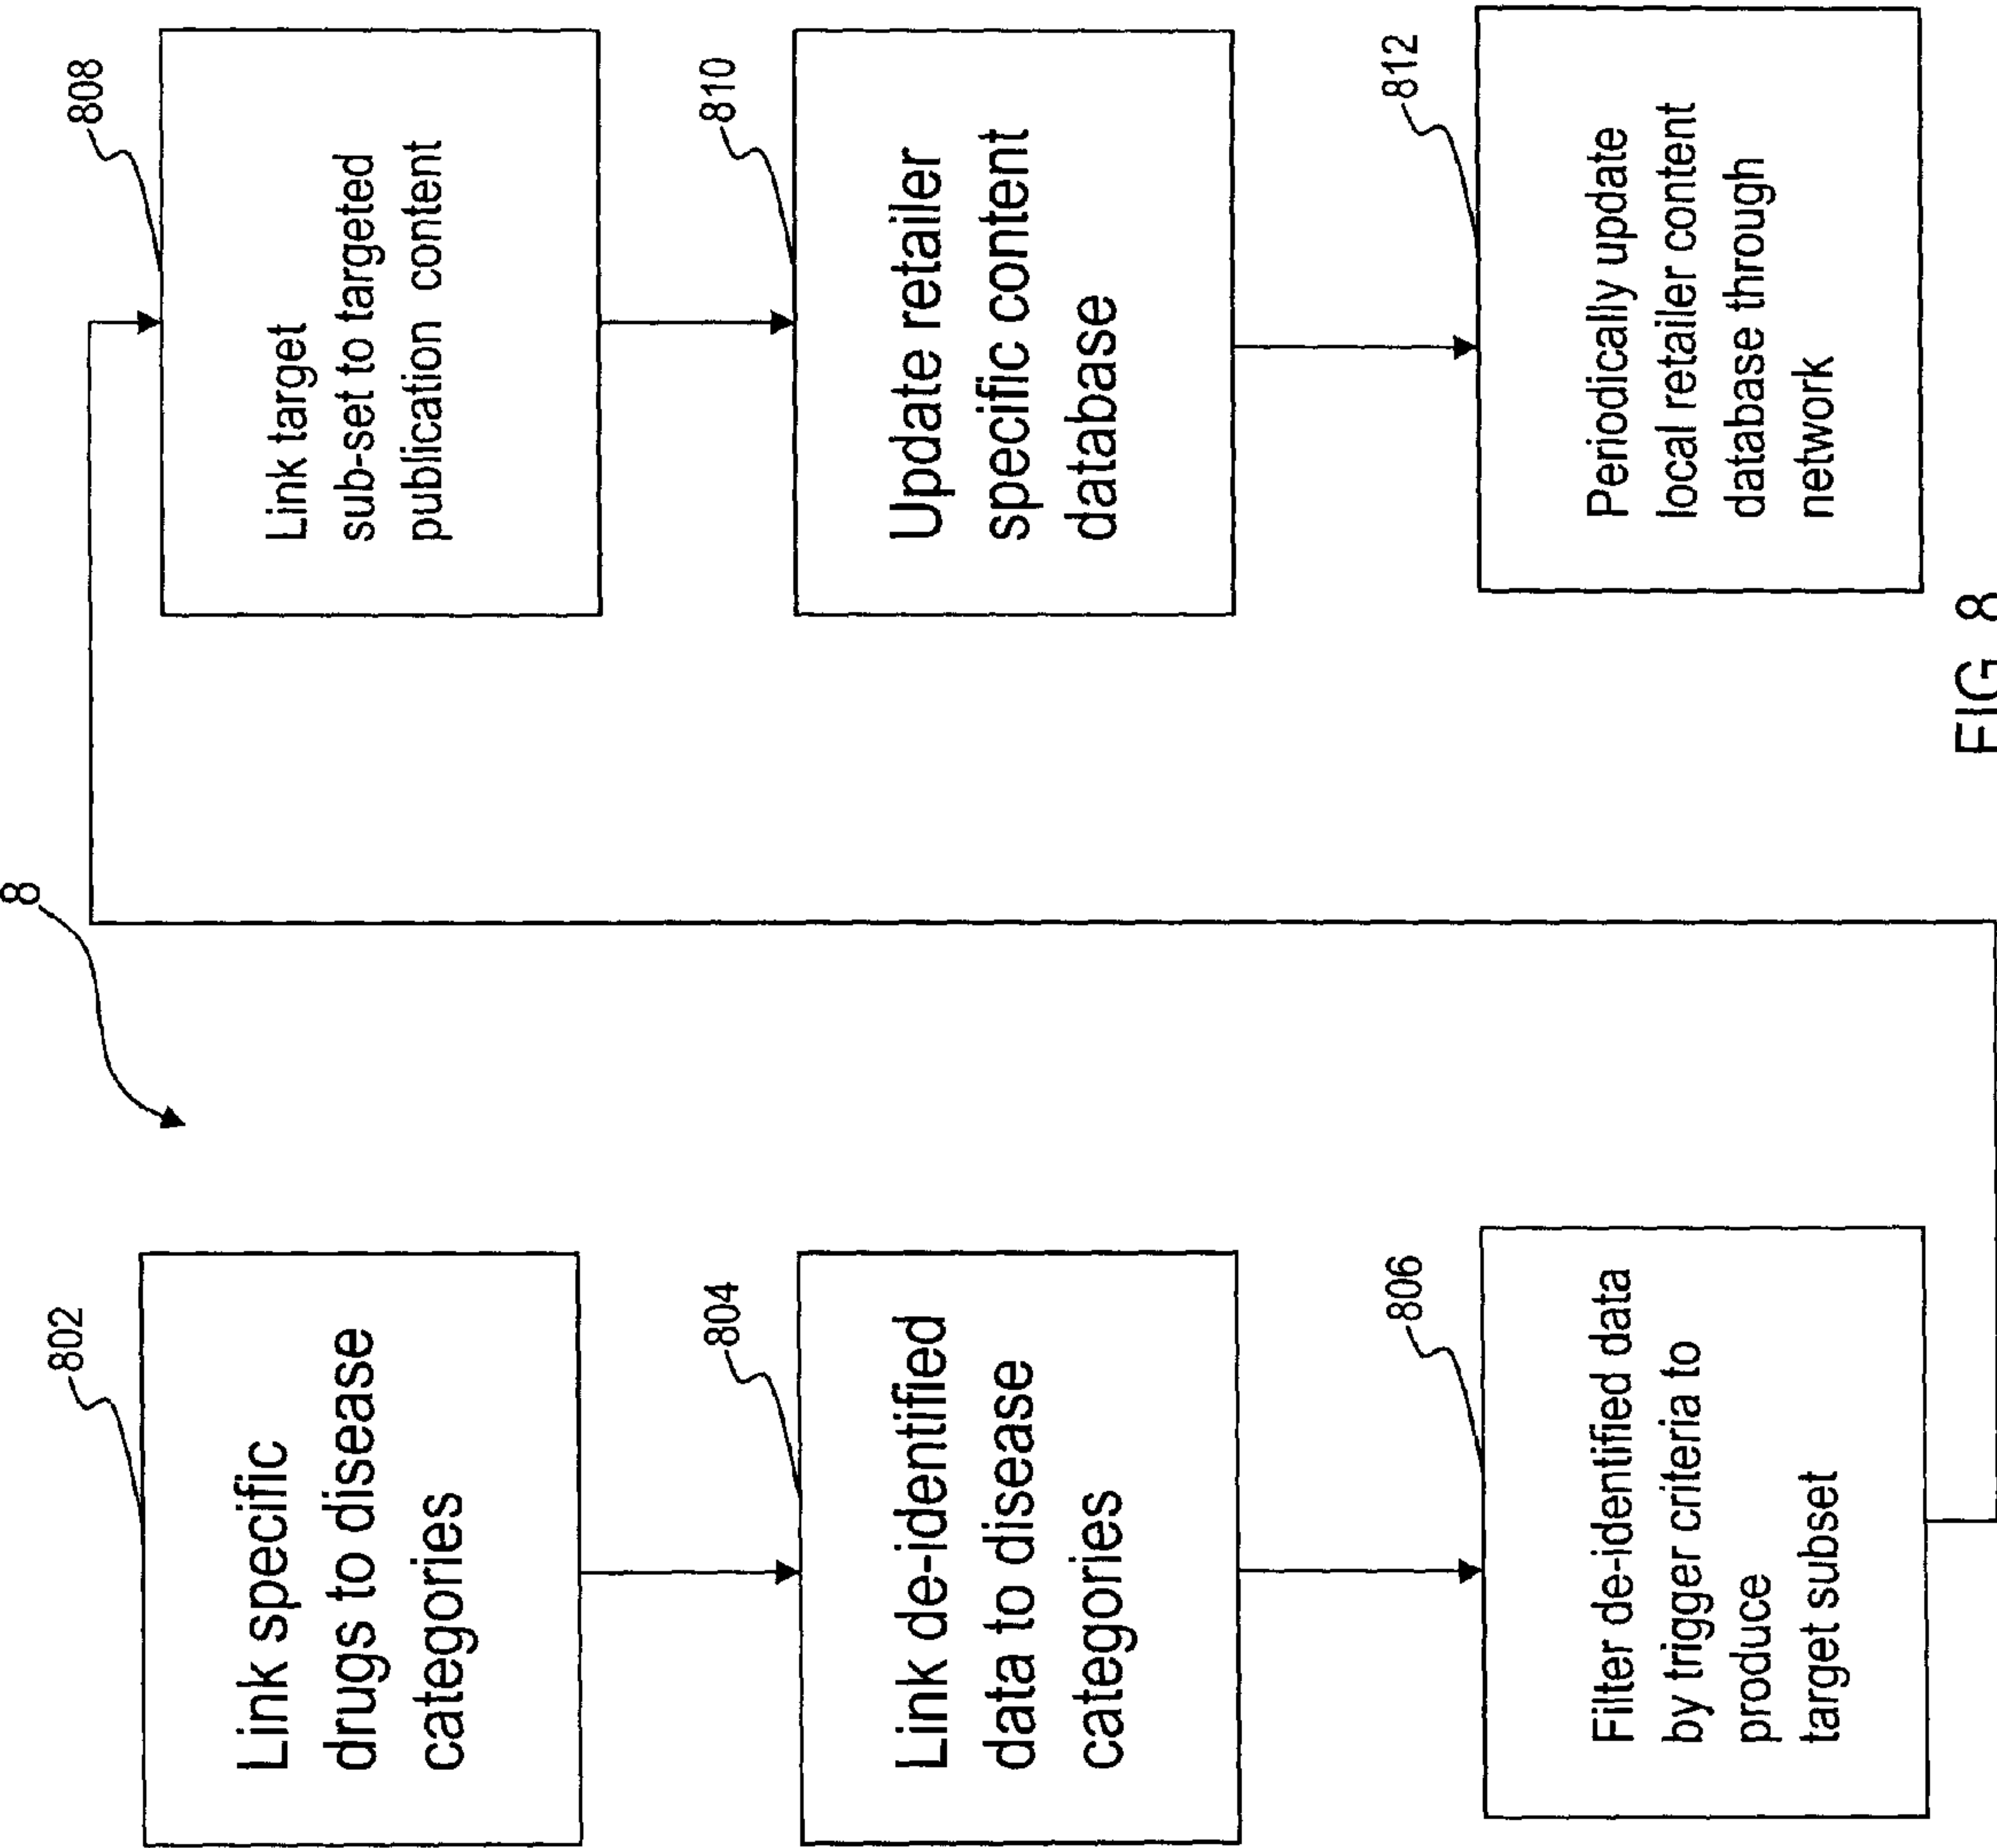 8
802
Link specific
drugs to disease
categories
804
Link de-identified
data to disease
categories
806
Filter de-identified data
by trigger criteria to
produce
target subset
808
Link target
sub-set to targeted
publication content
810
Update retailer
specific content
database
812
Periodically update
local retailer content
database through
network
FIG. 8